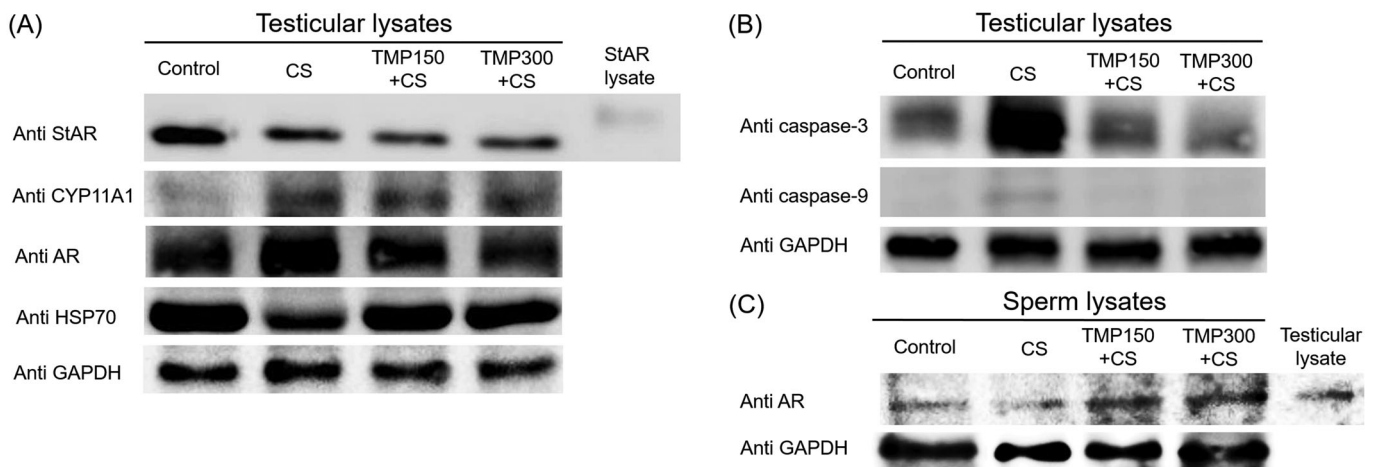 (A)
Testicular lysates
Control
CS
TMP150
+CS
TMP300
+CS
StAR
lysate
Anti StAR
Anti CYP11A1
Anti AR
Anti HSP70
Anti GAPDH
(B)
Testicular lysates
Control
CS
TMP150
+CS
TMP300
+CS
Anti caspase-3
Anti caspase-9
Anti GAPDH
(C)
Sperm lysates
Control
CS
TMP150
+CS
TMP300
+CS
Testicular
lysate
Anti AR
Anti GAPDH